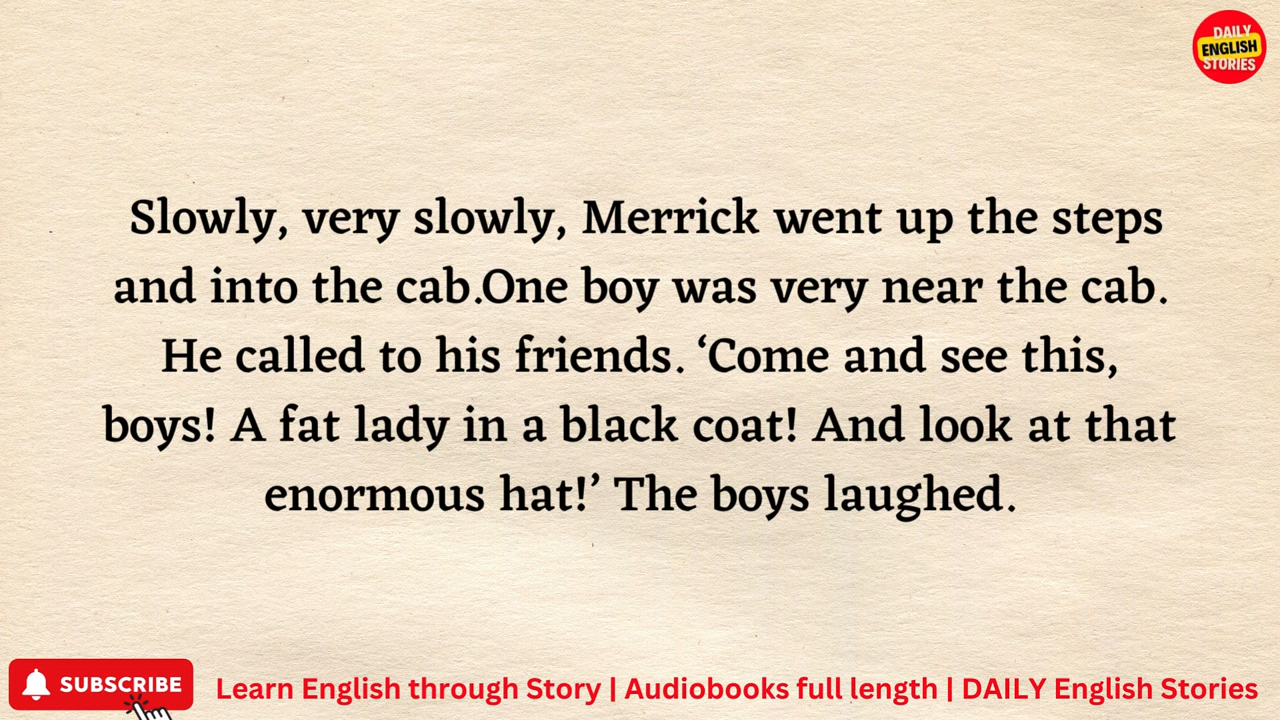 DAILY
ENGLISH
STORIES
Slowly, very slowly, Merrick went up the steps
and into the cab.One boy was very near the cab.
He called to his friends. ‘Come and see this,
boys! A fat lady in a black coat! And look at that
enormous hat!’ The boys laughed.
SUBSCRIBE
Learn English through Story | Audiobooks full length | DAILY English Stories